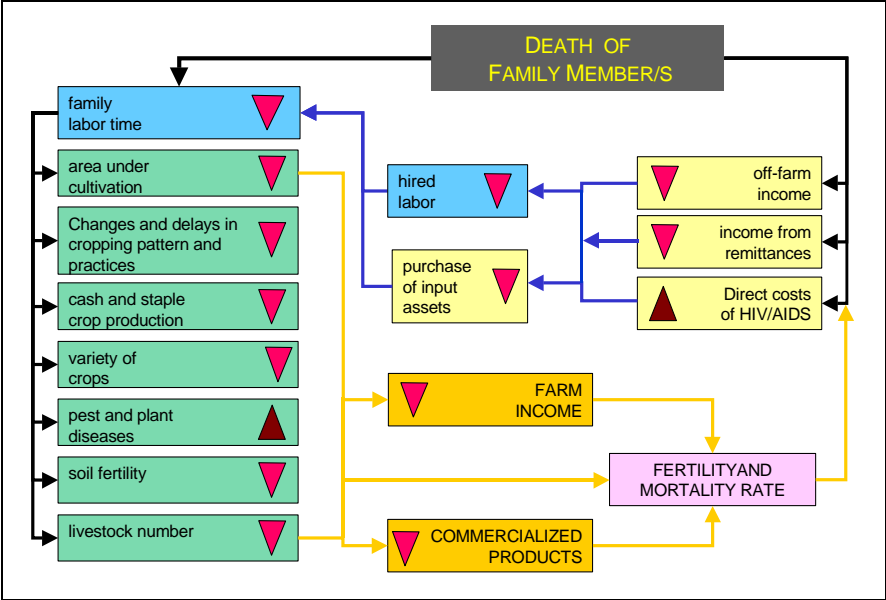 DEATH OF
FAMILY MEMBER/S
family
labor time
area under
cultivation
Changes and delays in
cropping pattern and
practices
cash and staple
crop production
variety of
crops
pest and plant
diseases
soil fertility
livestock number
hired
labor
purchase
of input
assets
off-farm
income
income from
remittances
Direct costs
of HIV/AIDS
FARM
INCOME
COMMERCIALIZED
PRODUCTS
FERTILITYAND
MORTALITY RATE